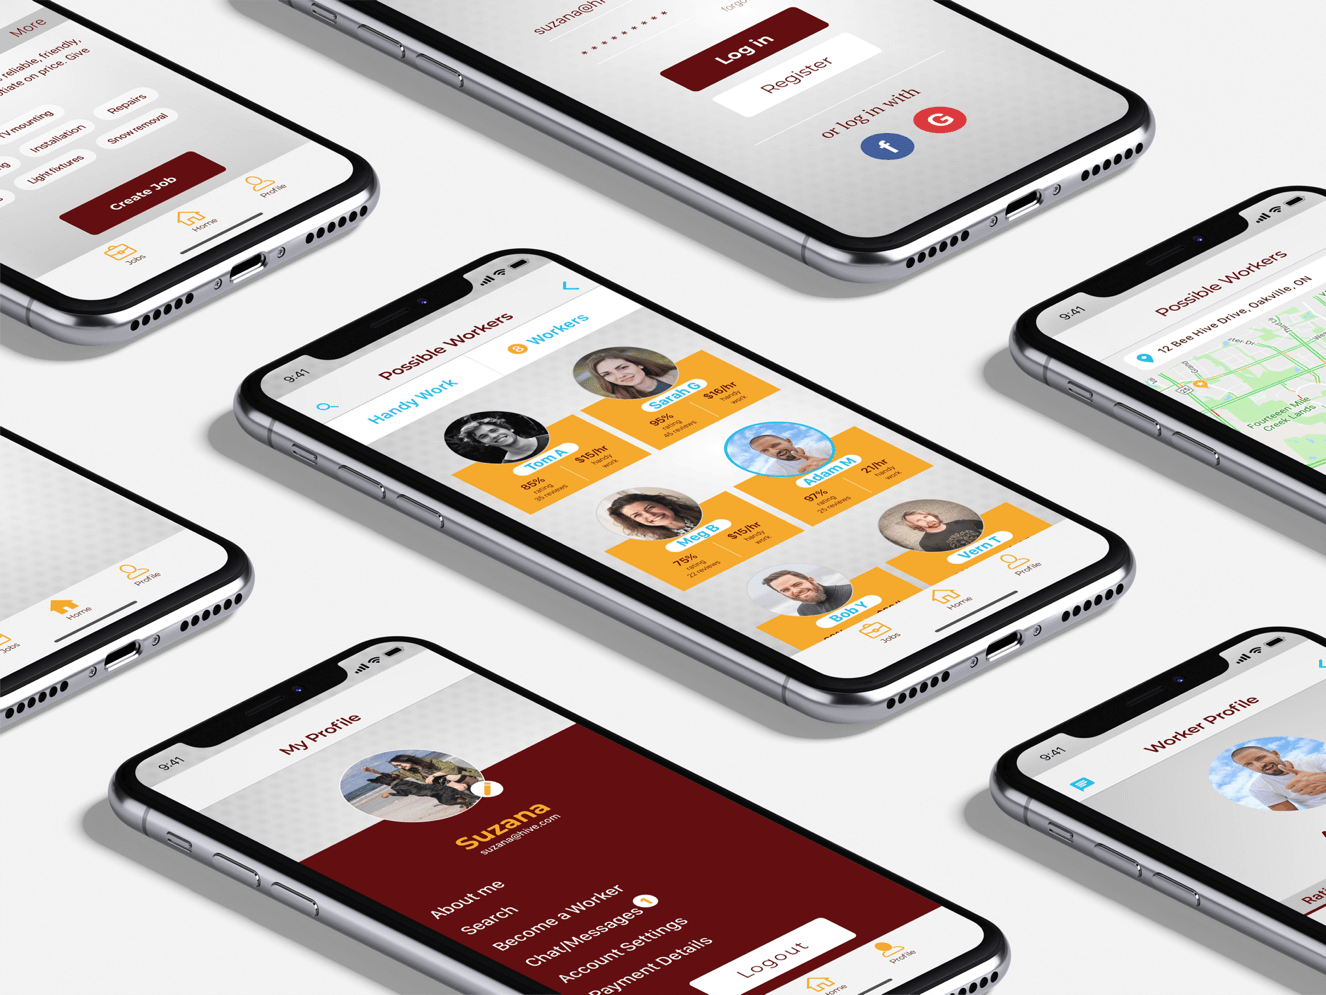 More
reliable, friendly,
tiate on price. Give
TV mounting
Repairs
Installation
Snow removal
Light fixtures
Create Job
Jobs
Home
Profile
suzana@hi
* * * * * * * * *
forgo
Log in
Register
or log in with
f
G
9:41
Possible Workers
Handy Work
8 Workers
Tom A
85%
rating
35 reviews
$15/hr
handy
work
Sarah G
95%
rating
45 reviews
$16/hr
handy
work
Meg B
75%
rating
22 reviews
$15/hr
handy
work
Adam M
97%
rating
25 reviews
21/hr
handy
work
Bob Y
Vern T
Jobs
Home
Profile
9:41
Possible Workers
12 Bee Hive Drive, Oakville, ON
Fourteeen Mile
Creek Lands
Jobs
Home
Profile
9:41
My Profile
Suzana
suzana@hive.com
About me
Search
Become a Worker
Chat/Messages 1
Account Settings
Payment Details
Logout
Home
Profile
9:41
Worker Profile
Rati